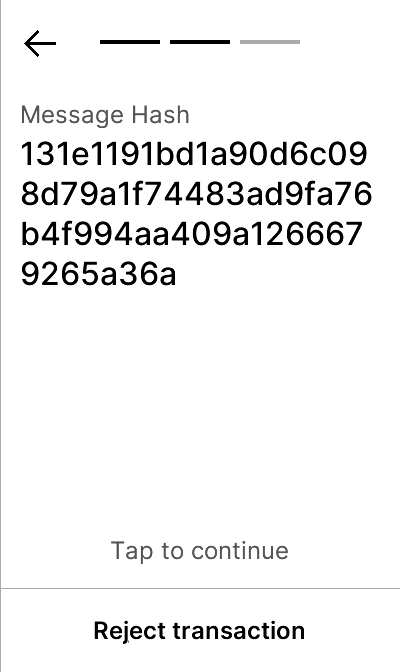 Message Hash
131e1191bd1a90d6c09
8d79a1f74483ad9fa76
b4f994aa409a126667
9265a36a
Tap to continue
Reject transaction